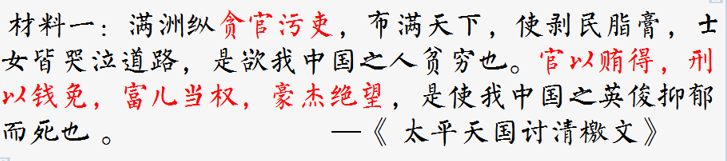 材料一：满洲纵贪官污吏，布满天下，使剥民脂膏，士
女皆哭泣道路，是欲我中国之人贫穷也。官以贿得，刑
以钱免，富儿当权，豪杰绝望，是使我中国之英俊抑郁
而死也 。 —《 太平天国讨清檄文》